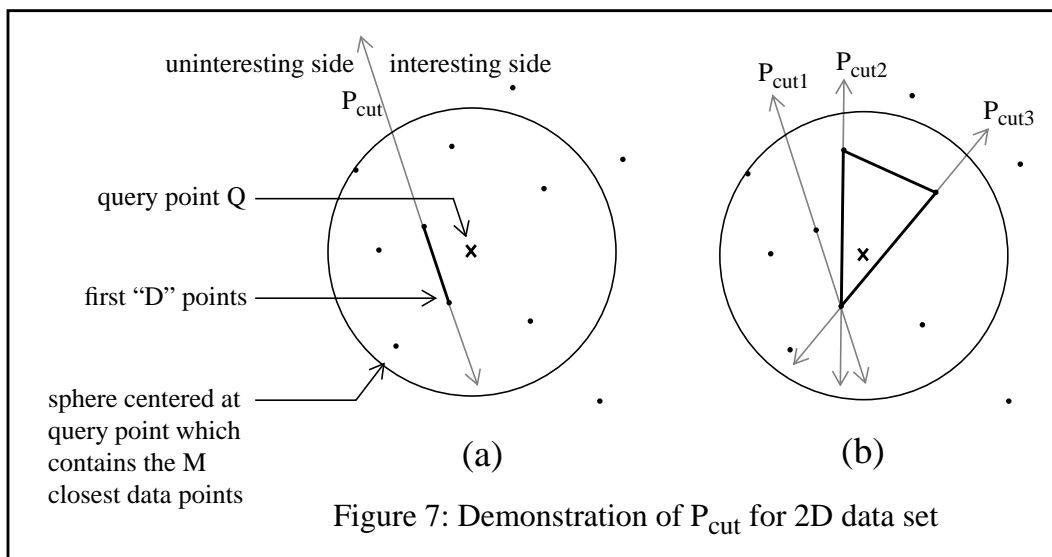 uninteresting side
interesting side
P_cut
query point Q
first “D” points
sphere centered at
query point which
contains the M
closest data points
(a)
P_cut1
P_cut2
P_cut3
(b)
Figure 7: Demonstration of P_cut for 2D data set